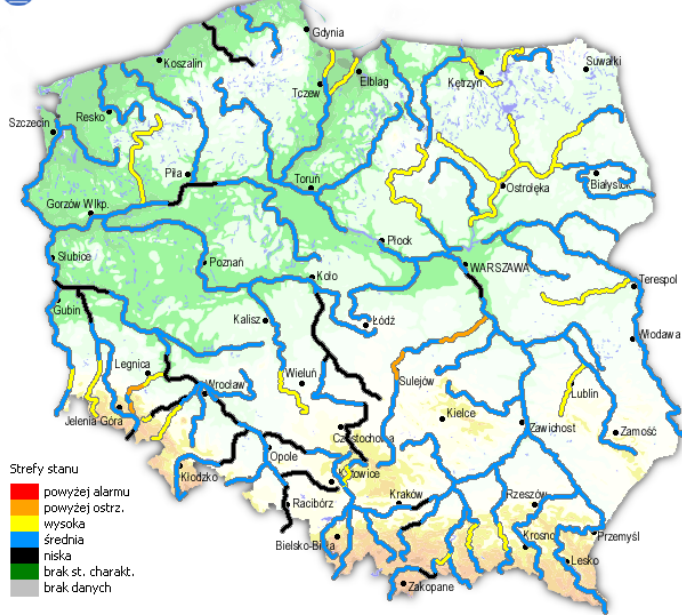 Gdynia
Koszalin
Suwałki
Elbląg
Kętrzyn
Tczew
Resko
Szczecin
Piła
Toruń
Ostrołęka
Białystok
Gorzów Wlkp.
Płock
Słubice
Poznań
WARSZAWA
Koło
Terespol
Gubin
Kalisz
Łódź
Włodawa
Legnica
Wrocław
Wieluń
Sulejów
Lublin
Jelenia Góra
Kielce
Zawichost
Zamość
Częstochowa
Opole
Kłodzko
Katowice
Kraków
Rzeszów
Racibórz
Bielsko-Biała
Krosno
Przemyśl
Lesko
Zakopane
Strefy stanu
powyżej alarmu
powyżej ostrz.
wysoka
średnia
niska
brak st. charakt.
brak danych